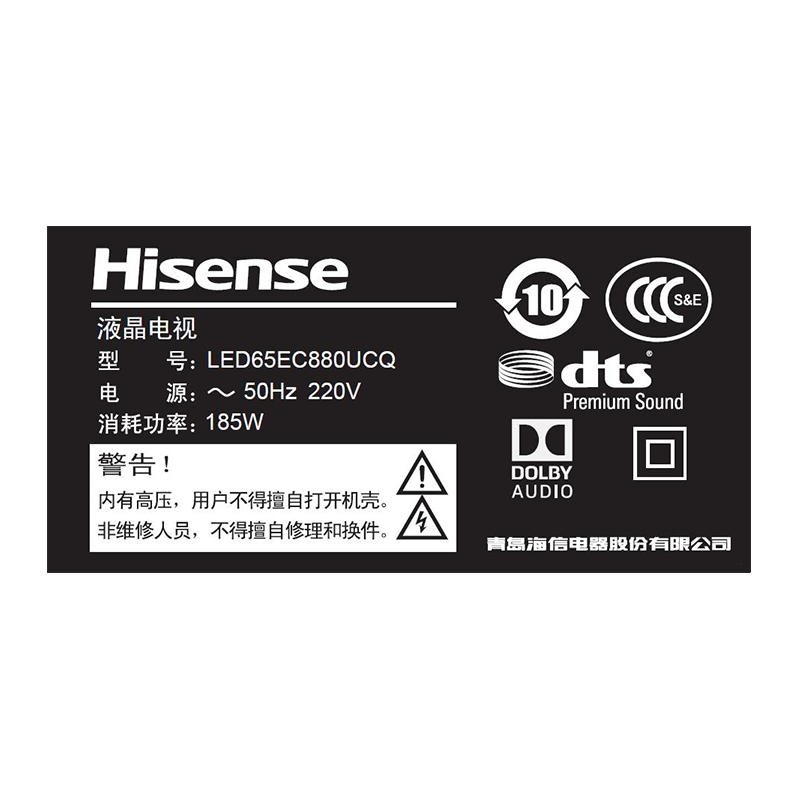 Hisense
液晶电视
型 号：LED65EC880UCQ
电 源：～ 50Hz 220V
消耗功率：185W
警告！
内有高压，用户不得擅自打开机壳。
非维修人员，不得擅自修理和换件。
10
CCC S&E
dts®
Premium Sound
DOLBY
AUDIO
青岛海信电器股份有限公司